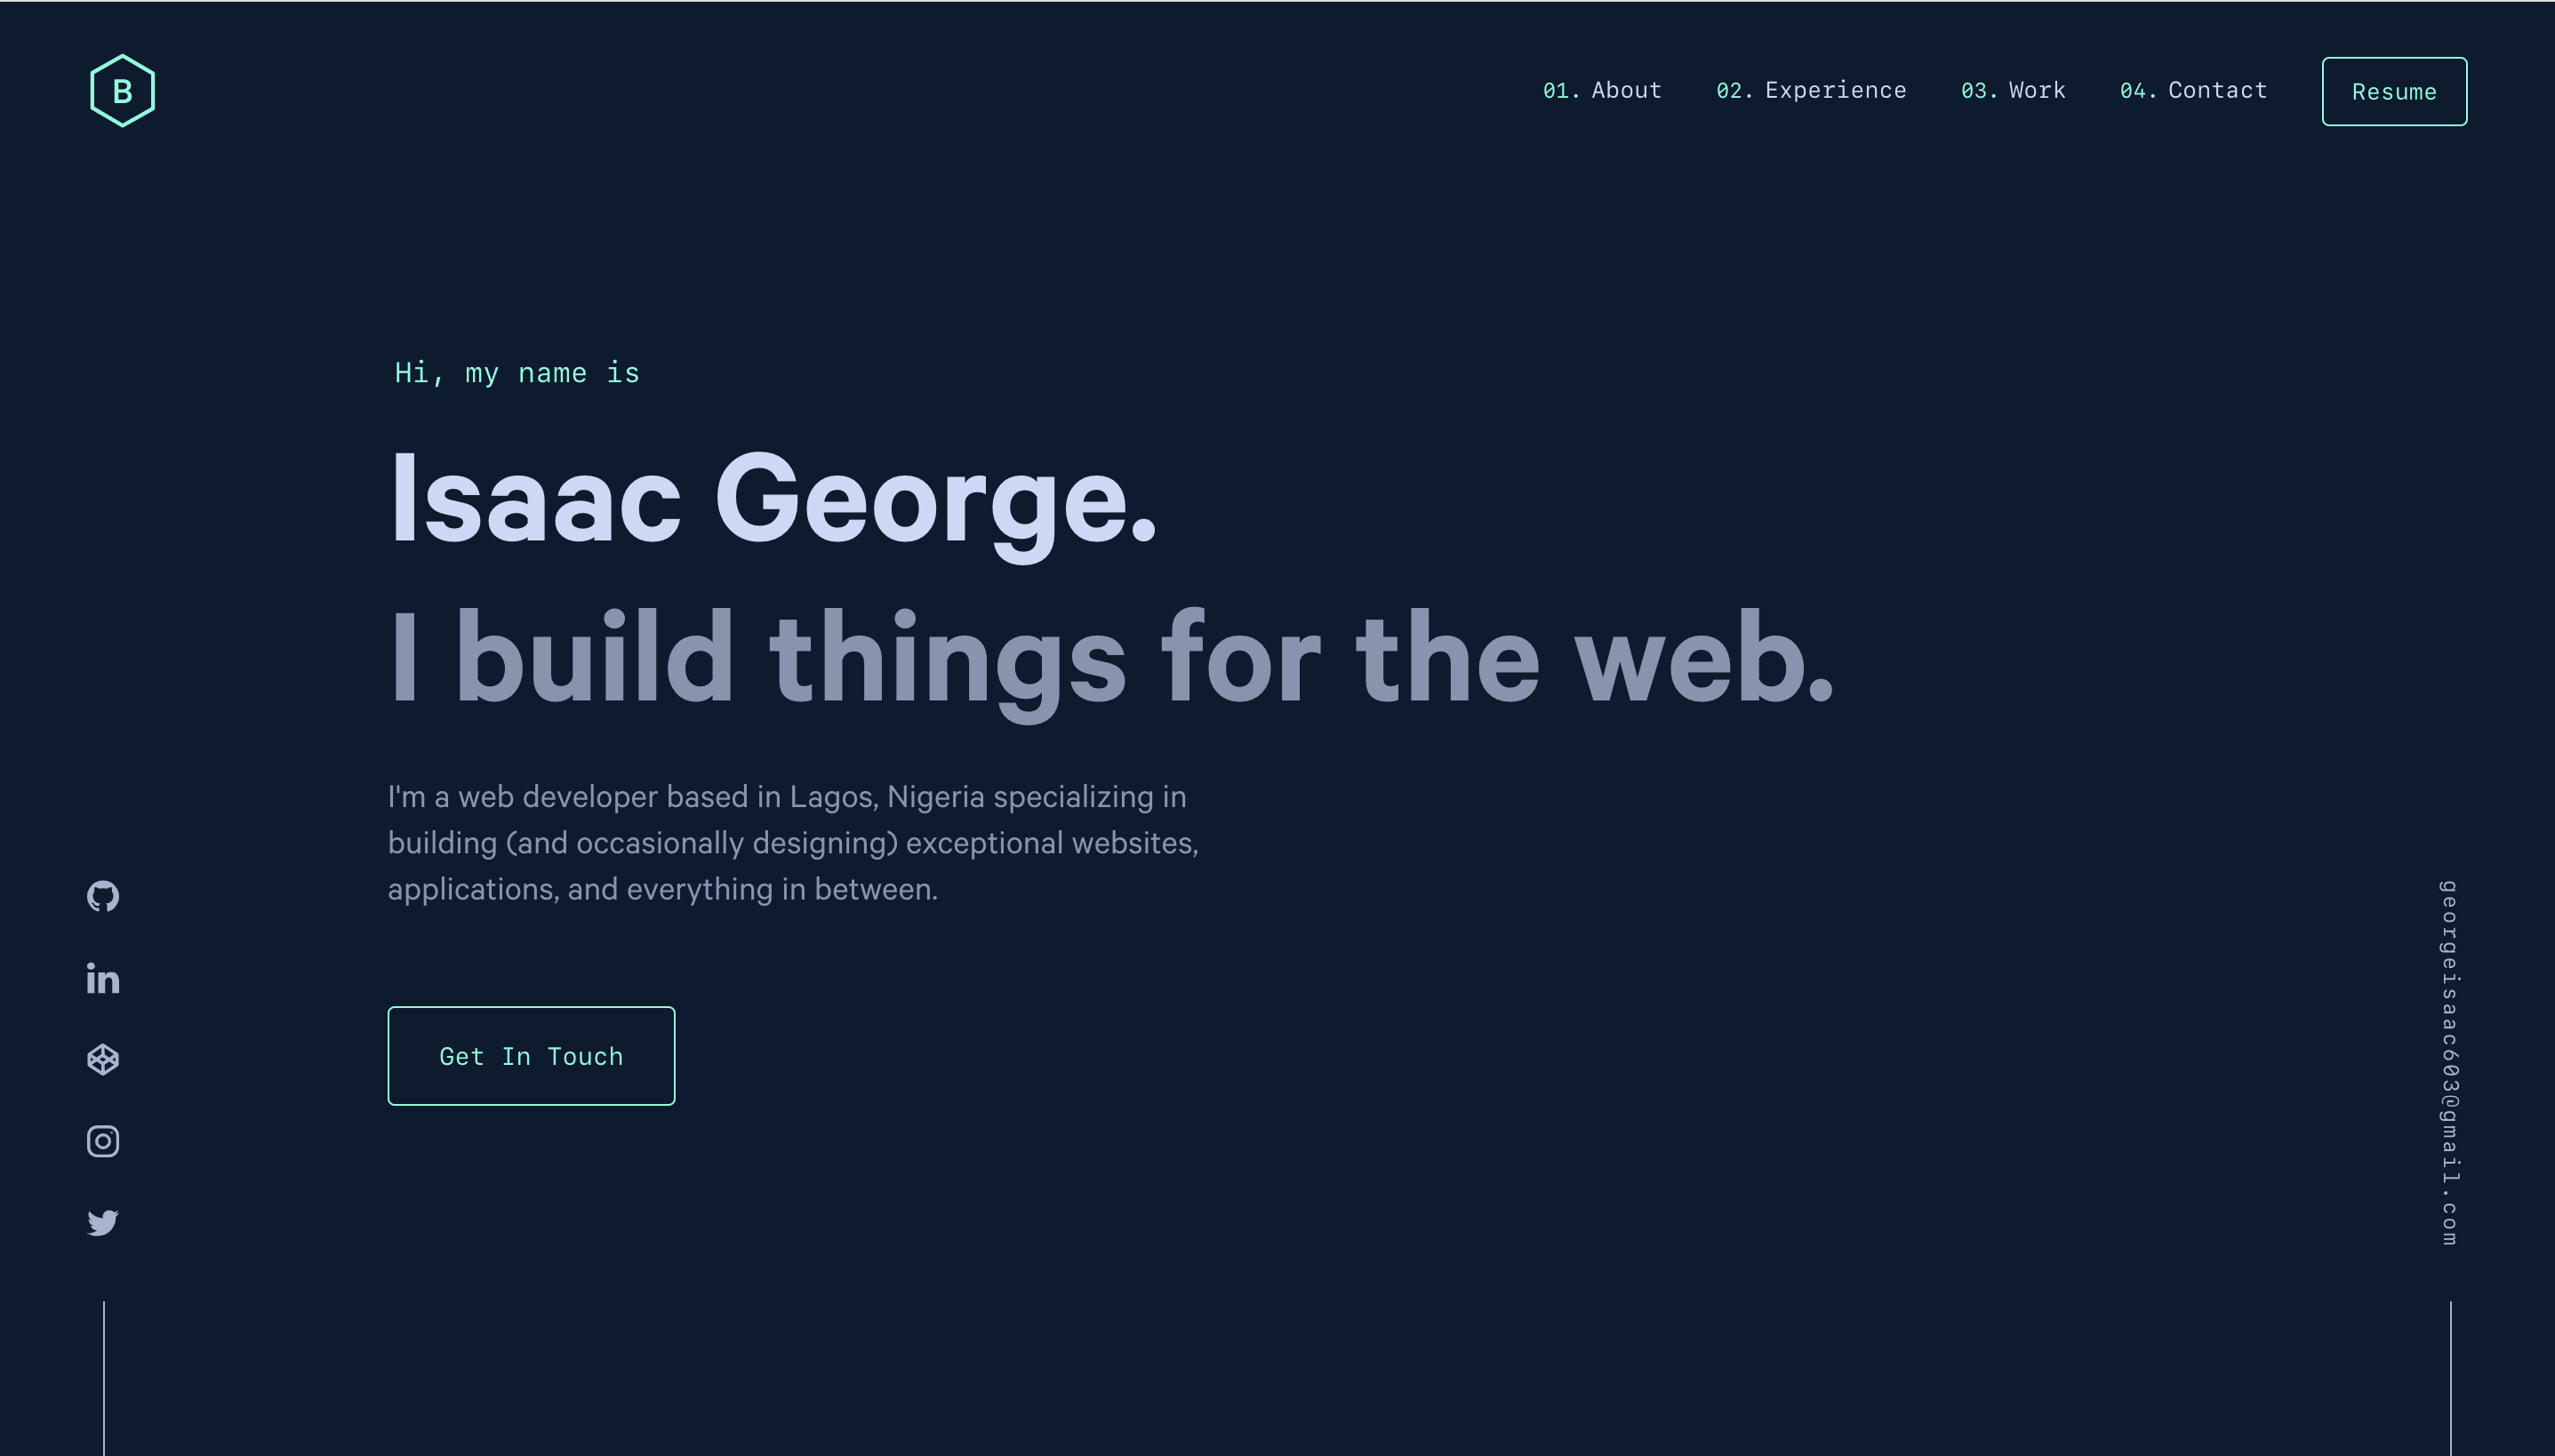 B
01. About 02. Experience 03. Work 04. Contact Resume
Hi, my name is
Isaac George.
I build things for the web.
I'm a web developer based in Lagos, Nigeria specializing in
building (and occasionally designing) exceptional websites,
applications, and everything in between.
in
Get In Touch
georgeisaac603@gmail.com